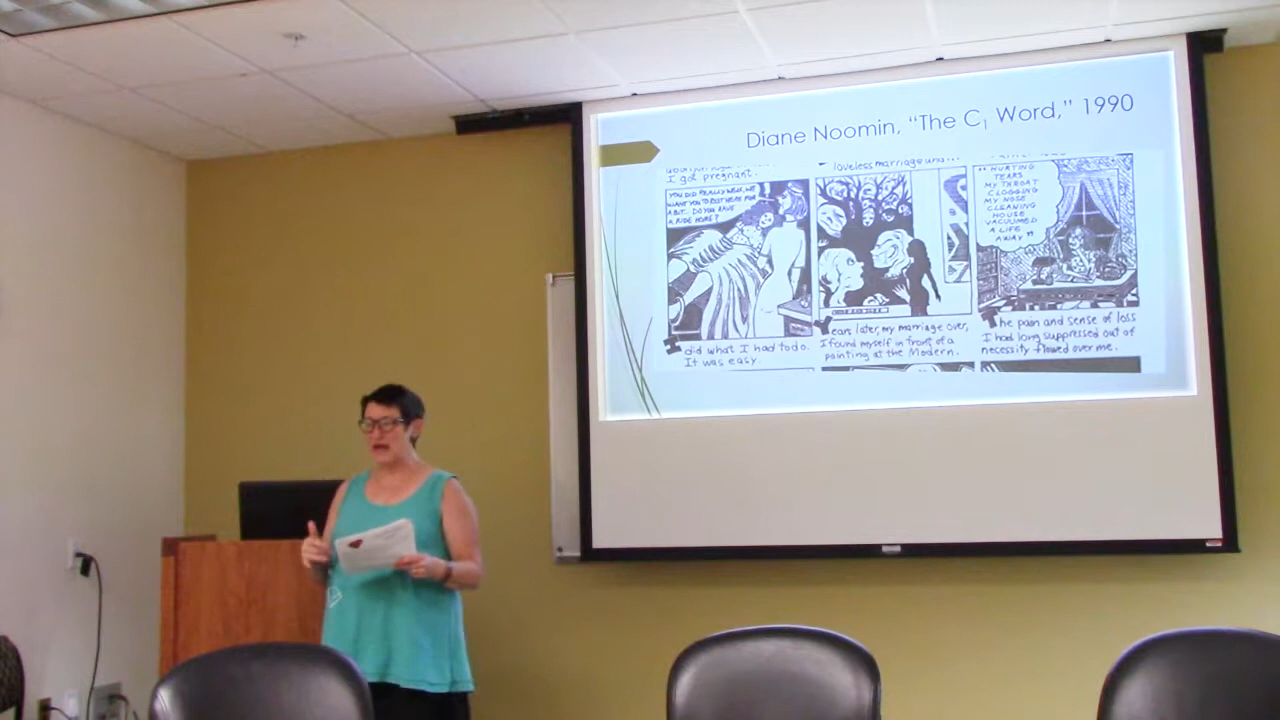 Diane Noomin, “The C| Word,” 1990
I got pregnant.
YOU DID REALLY WELL. WE
WANT YOU TO REST HERE FOR
A BIT. DO YOU HAVE
A RIDE HOME?
I did what I had to do.
It was easy.
loveless marriage
Years later, my marriage over,
I found myself in front of a
painting at the Modern.
"HURTING
TEARS
MY THROAT
CLOGGING
MY NOSE
CLEANING
HOUSE
VACUUMED
A LIFE
AWAY"
The pain and sense of loss
I had long suppressed out of
necessity flowed over me.